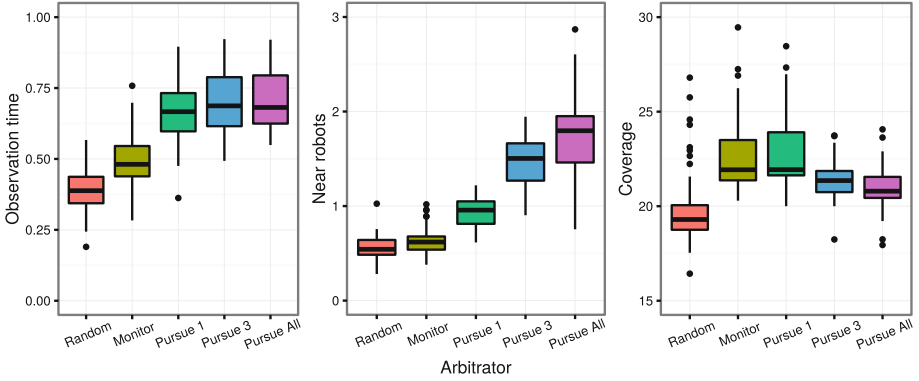 Observation time
1.00
0.75
0.50
0.25
0.00
Random
Monitor
Pursue 1
Pursue 3
Pursue All
Near robots
3
2
1
0
Random
Monitor
Pursue 1
Pursue 3
Pursue All
Coverage
30
25
20
15
Random
Monitor
Pursue 1
Pursue 3
Pursue All
Arbitrator